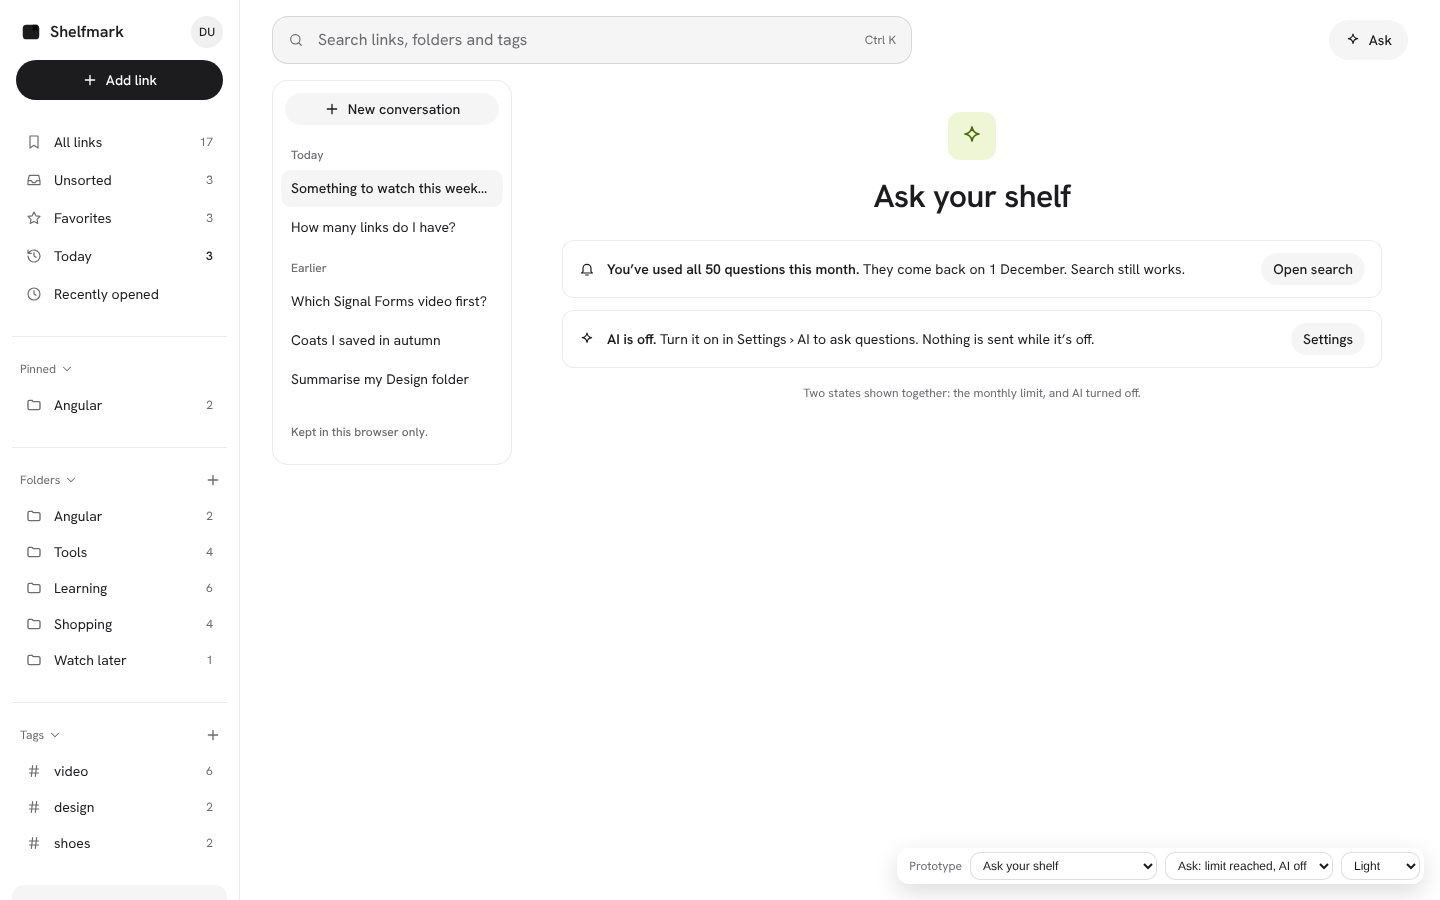 Shelfmark
DU
Add link
All links 17
Unsorted 3
Favorites 3
Today 3
Recently opened
Pinned
Angular 2
Folders
Angular 2
Tools 4
Learning 6
Shopping 4
Watch later 1
Tags
# video 6
# design 2
# shoes 2
Search links, folders and tags Ctrl K
Ask
New conversation
Today
Something to watch this week...
How many links do I have?
Earlier
Which Signal Forms video first?
Coats I saved in autumn
Summarise my Design folder
Kept in this browser only.
Ask your shelf
You’ve used all 50 questions this month. They come back on 1 December. Search still works. Open search
AI is off. Turn it on in Settings › AI to ask questions. Nothing is sent while it’s off. Settings
Two states shown together: the monthly limit, and AI turned off.
Prototype Ask your shelf Ask: limit reached, AI off Light